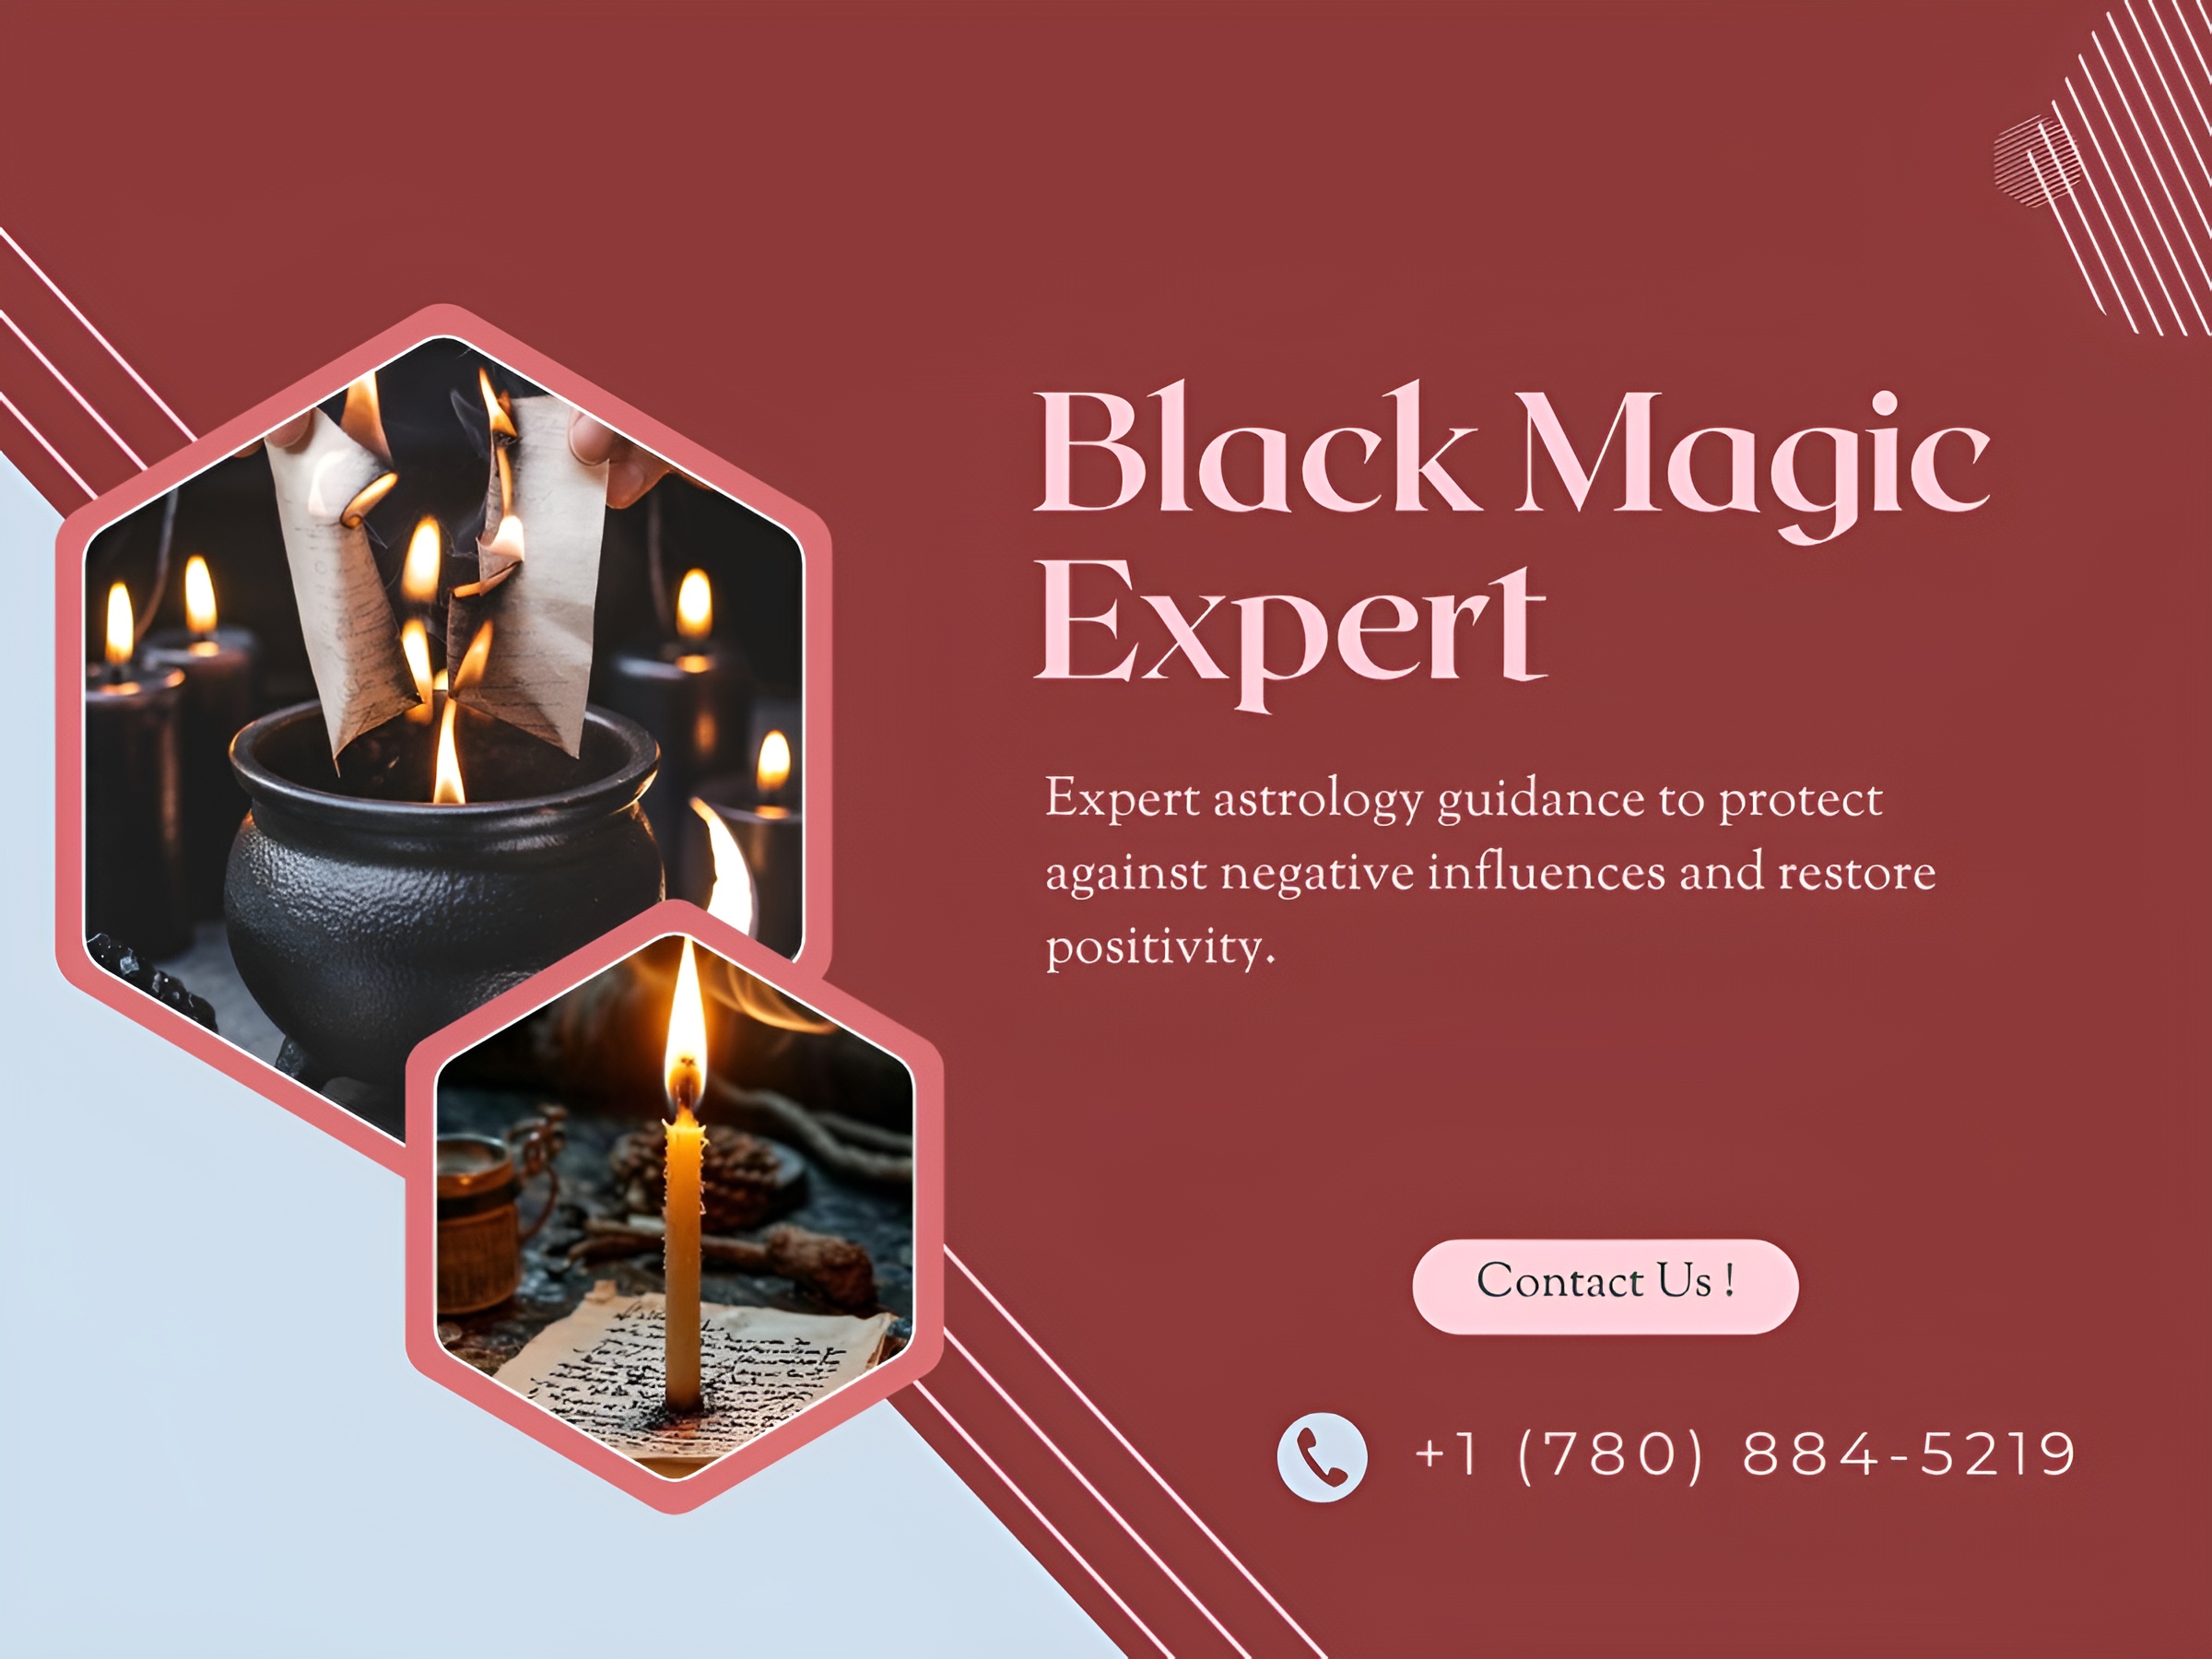 Black Magic
Expert
Expert astrology guidance to protect
against negative influences and restore
positivity.
Contact Us !
+1 (780) 884-5219